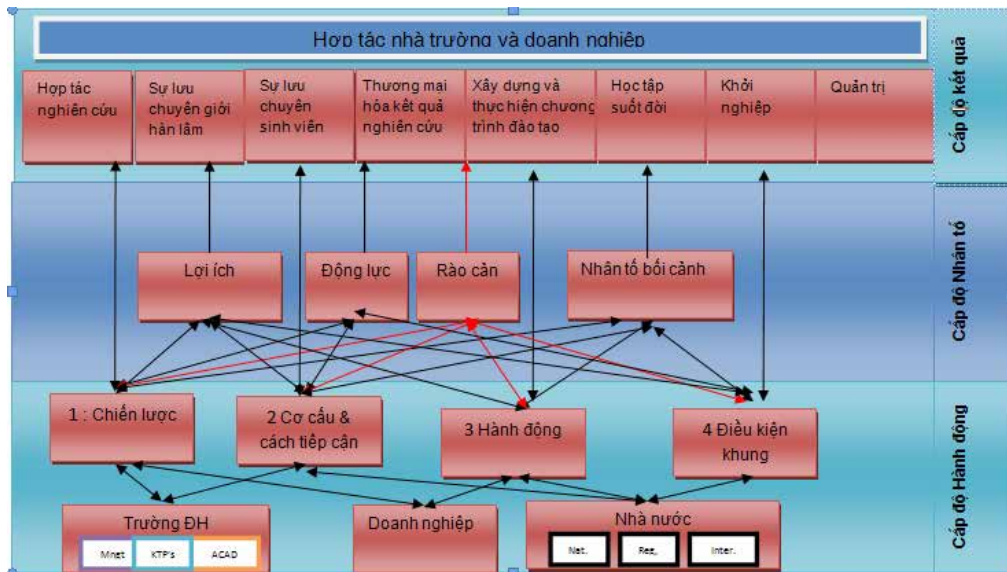 Hợp tác nhà trường và doanh nghiệp
Hợp tác
nghiên cứu
Sự lưu
chuyển giới
hàn lâm
Sự lưu
chuyển
sinh viên
Thương mại
hóa kết quả
nghiên cứu
Xây dựng và
thực hiện chương
trình đào tạo
Học tập
suốt đời
Khởi
nghiệp
Quản trị
Cấp độ kết quả
Lợi ích
Động lực
Rào cản
Nhân tố bối cảnh
Cấp độ Nhân tố
1 : Chiến lược
2 Cơ cấu &
cách tiếp cận
3 Hành động
4 Điều kiện
khung
Cấp độ Hành động
Trường ĐH
Mngt
KTP's
ACAD
Doanh nghiệp
Nhà nước
Nat.
Reg,
Inter.